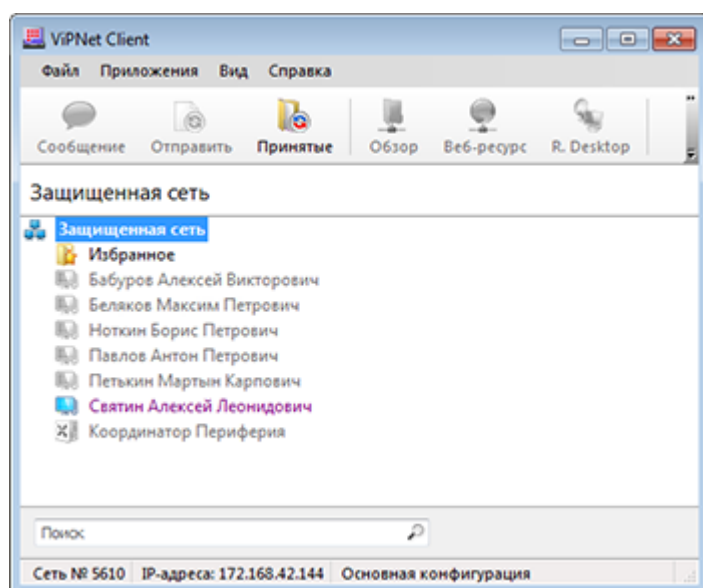 ViPNet Client
Файл Приложения Вид Справка
Сообщение Отправить Принятые Обзор Веб-ресурс R. Desktop
Защищенная сеть
Защищенная сеть
Избранное
Бабуров Алексей Викторович
Беляков Максим Петрович
Ноткин Борис Петрович
Павлов Антон Петрович
Петькин Мартын Карпович
Святин Алексей Леонидович
Координатор Периферия
Поиск
Сеть № 5610 IP-адреса: 172.168.42.144 Основная конфигурация